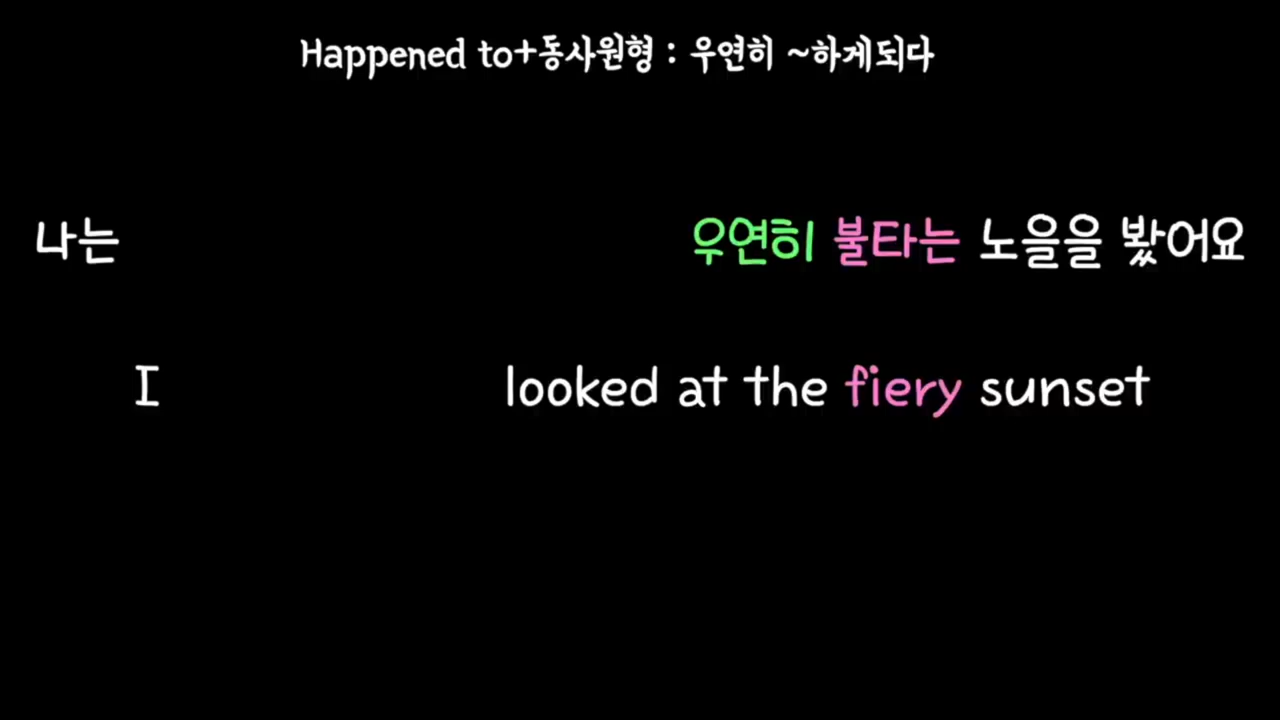 Happened to+동사원형 : 우연히 ~하게되다
나는 우연히 불타는 노을을 봤어요
I looked at the fiery sunset